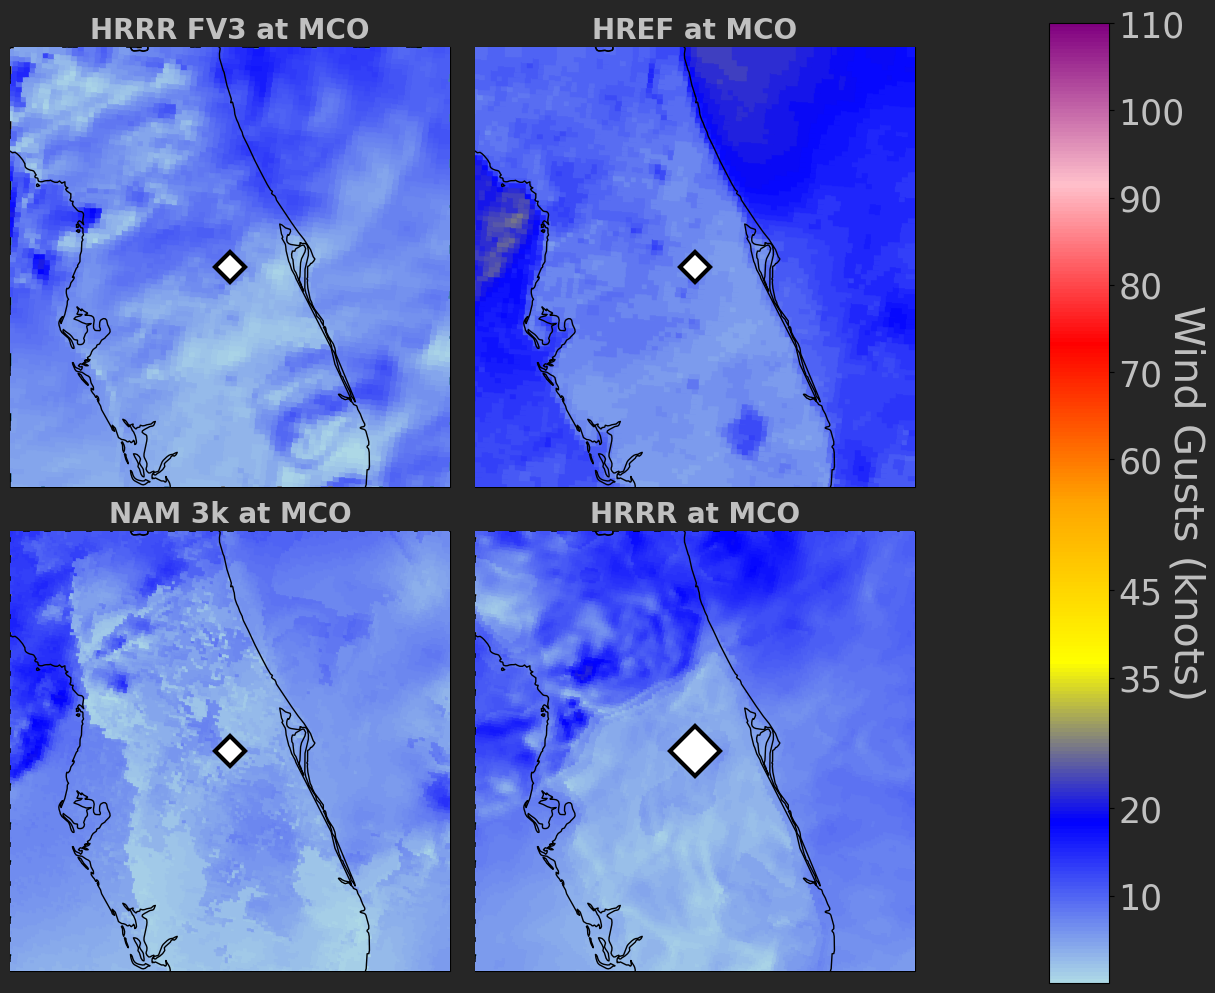 HRRR FV3 at MCO
HREF at MCO
NAM 3k at MCO
HRRR at MCO
110
100
90
80
70
60
45
35
20
10
Wind Gusts (knots)